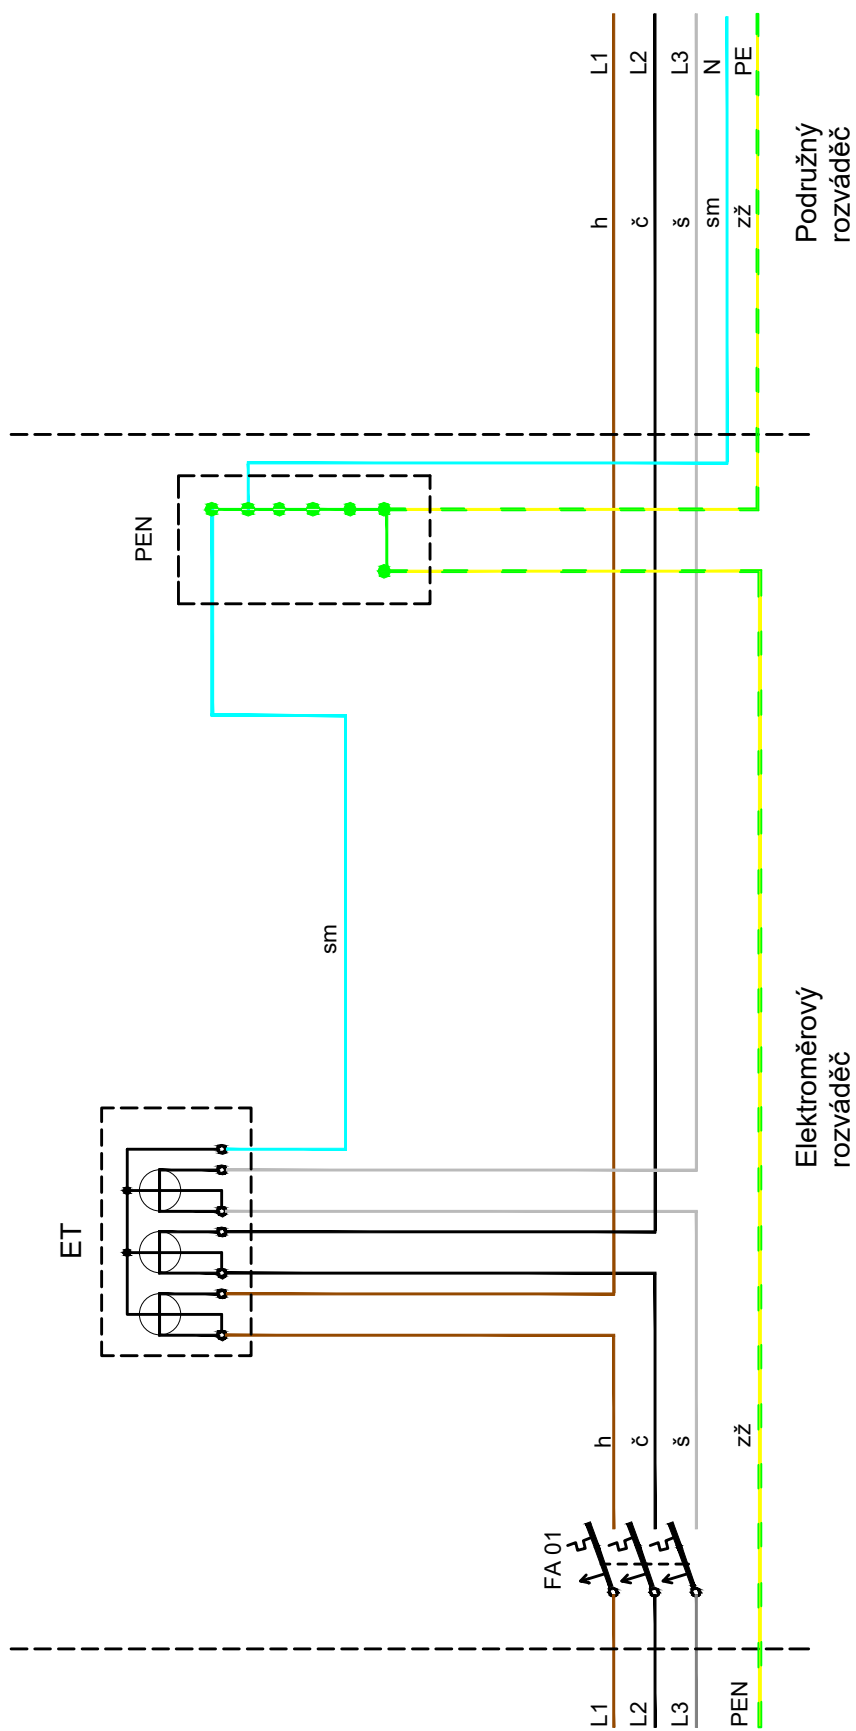 L1
L2
L3
N
PE
h
č
š
sm
zž
Podružný
rozváděč
PEN
sm
ET
Elektroměrový
rozváděč
h
č
š
zž
FA 01
L1
L2
L3
PEN